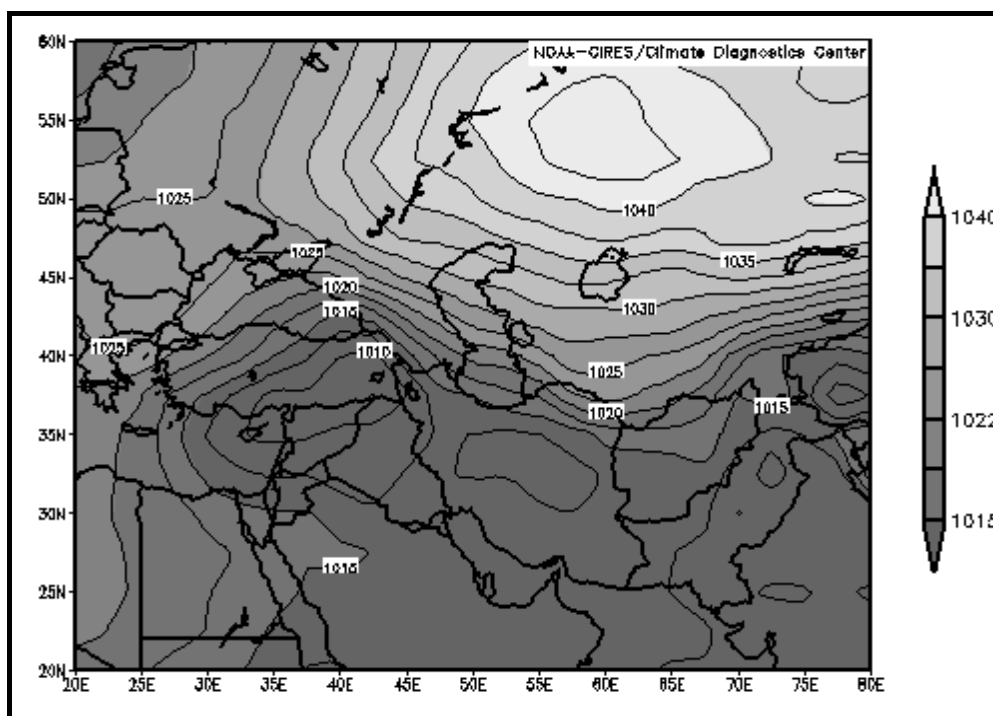 60N
NOAA-CIRES/Climate Diagnostics Center
55N
50N
1025
1040
1040
45N
1025
1035
1020
1030
1030
1015
40N
1025
1010
1025
1020
1015
1022
35N
30N
1015
1015
25N
20N
20E 25E 30E 35E 40E 45E 50E 55E 60E 65E 70E 75E 80E